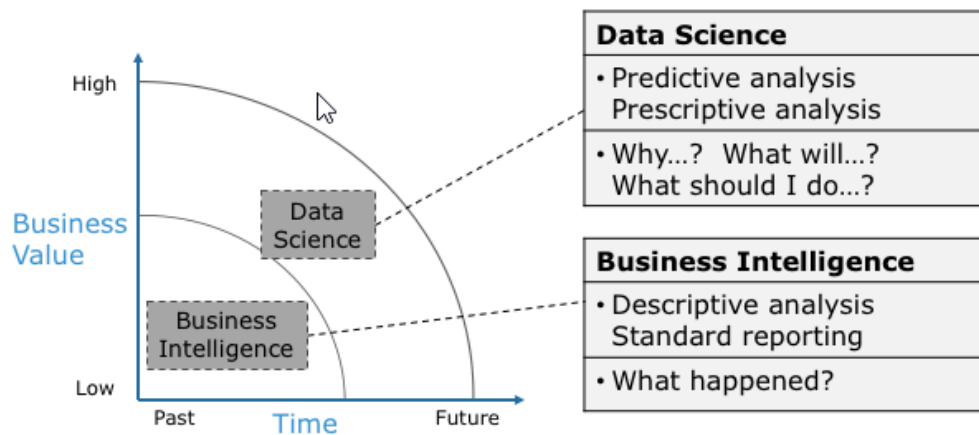 High
Business
Value
Low
Past
Time
Future
Data
Science
Business
Intelligence
Data Science
• Predictive analysis
Prescriptive analysis
• Why...? What will...?
What should I do...?
Business Intelligence
• Descriptive analysis
Standard reporting
• What happened?